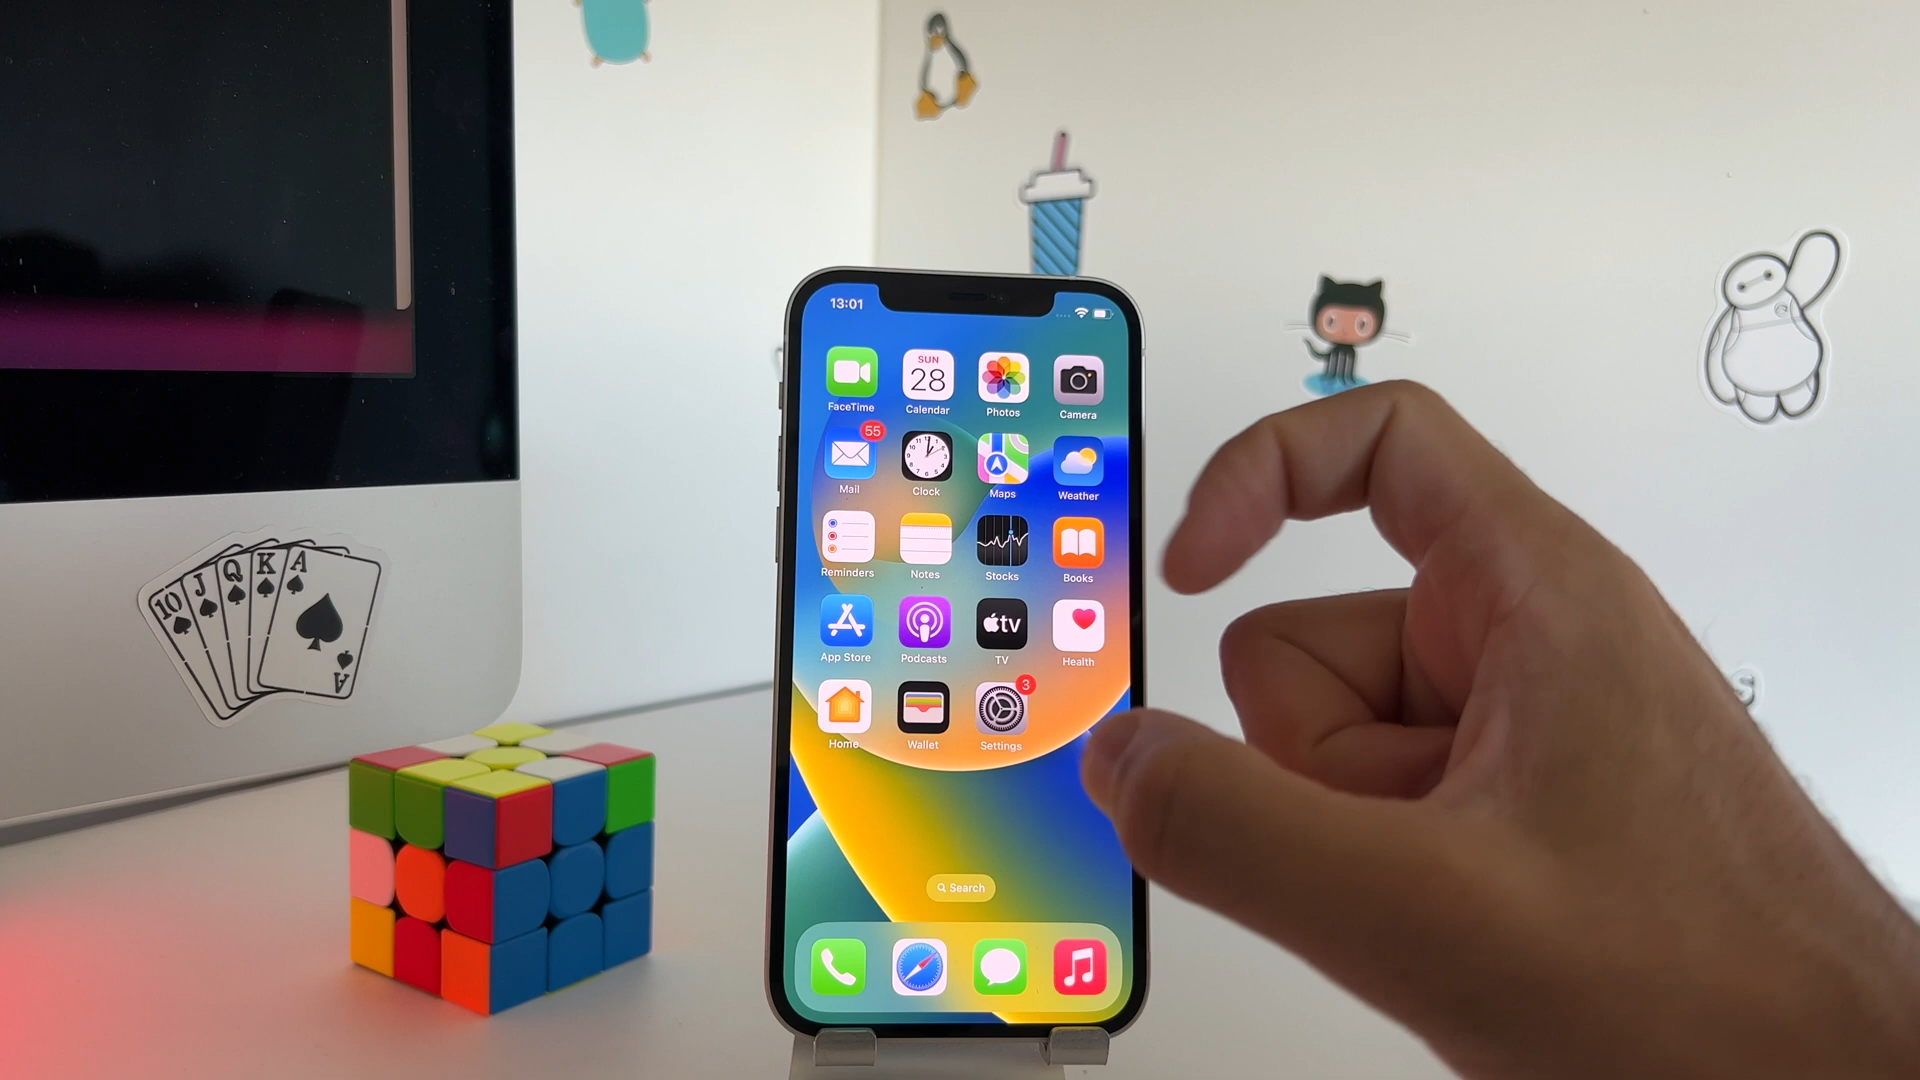 13:01
SUN
28
FaceTime
Calendar
Photos
Camera
55
Mail
Clock
Maps
Weather
Reminders
Notes
Stocks
Books
tv
App Store
Podcasts
TV
Health
3
Home
Wallet
Settings
Search
10
J
Q
K
A
A
S